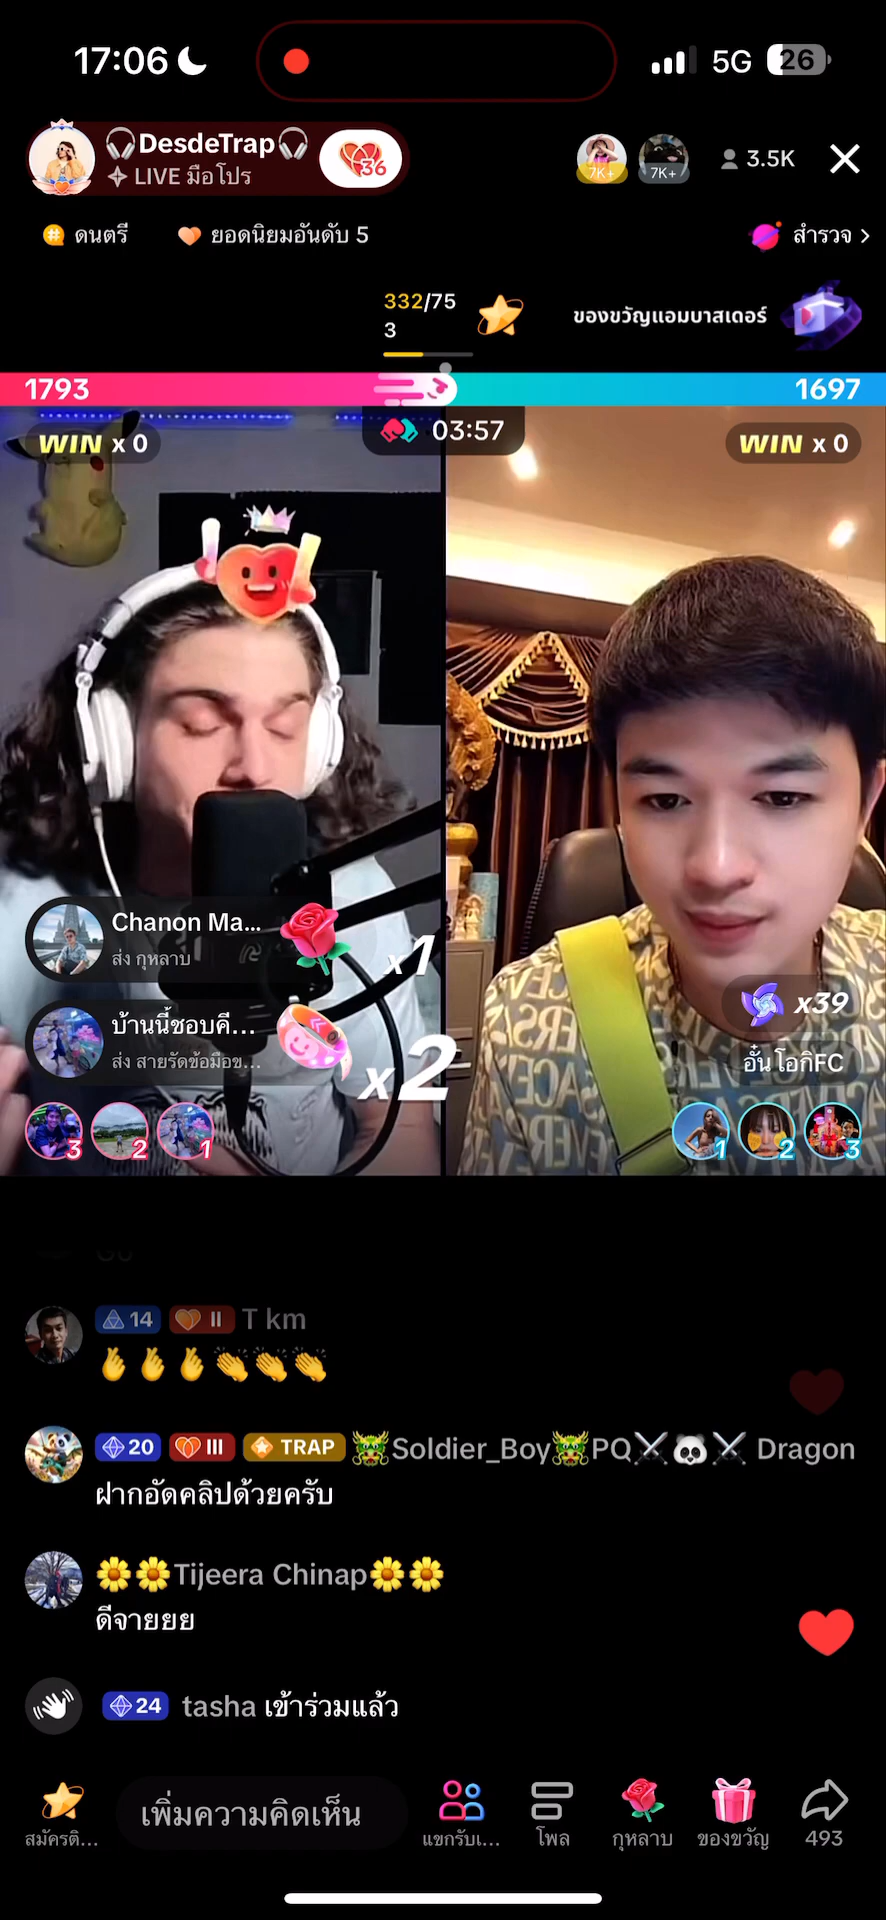 17:06
5G
26
🎧DesdeTrap🎧
LIVE มือโปร
36
7K+
7K+
3.5K
ดนตรี
ยอดนิยมอันดับ 5
สำรวจ
332/75
3
ของขวัญแอมบาสเดอร์
1793
1697
WIN x 0
03:57
WIN x 0
Chanon Ma...
ส่ง กุหลาบ
x1
x39
บ้านนี้ชอบคี...
ส่ง สายรัดข้อมือข...
x2
อั๋น โอกิFC
3
2
1
1
2
3
14
II
T km
🫰🫰🫰👏👏👏
20
III
TRAP
🐲Soldier_Boy🐲PQ⚔🐼⚔ Dragon
ฝากอัดคลิปด้วยครับ
🌼🌼Tijeera Chinap🌼🌼
ดีจายยย
24
tasha เข้าร่วมแล้ว
สมัครติ...
เพิ่มความคิดเห็น
แขกรับเ...
โพล
กุหลาบ
ของขวัญ
493